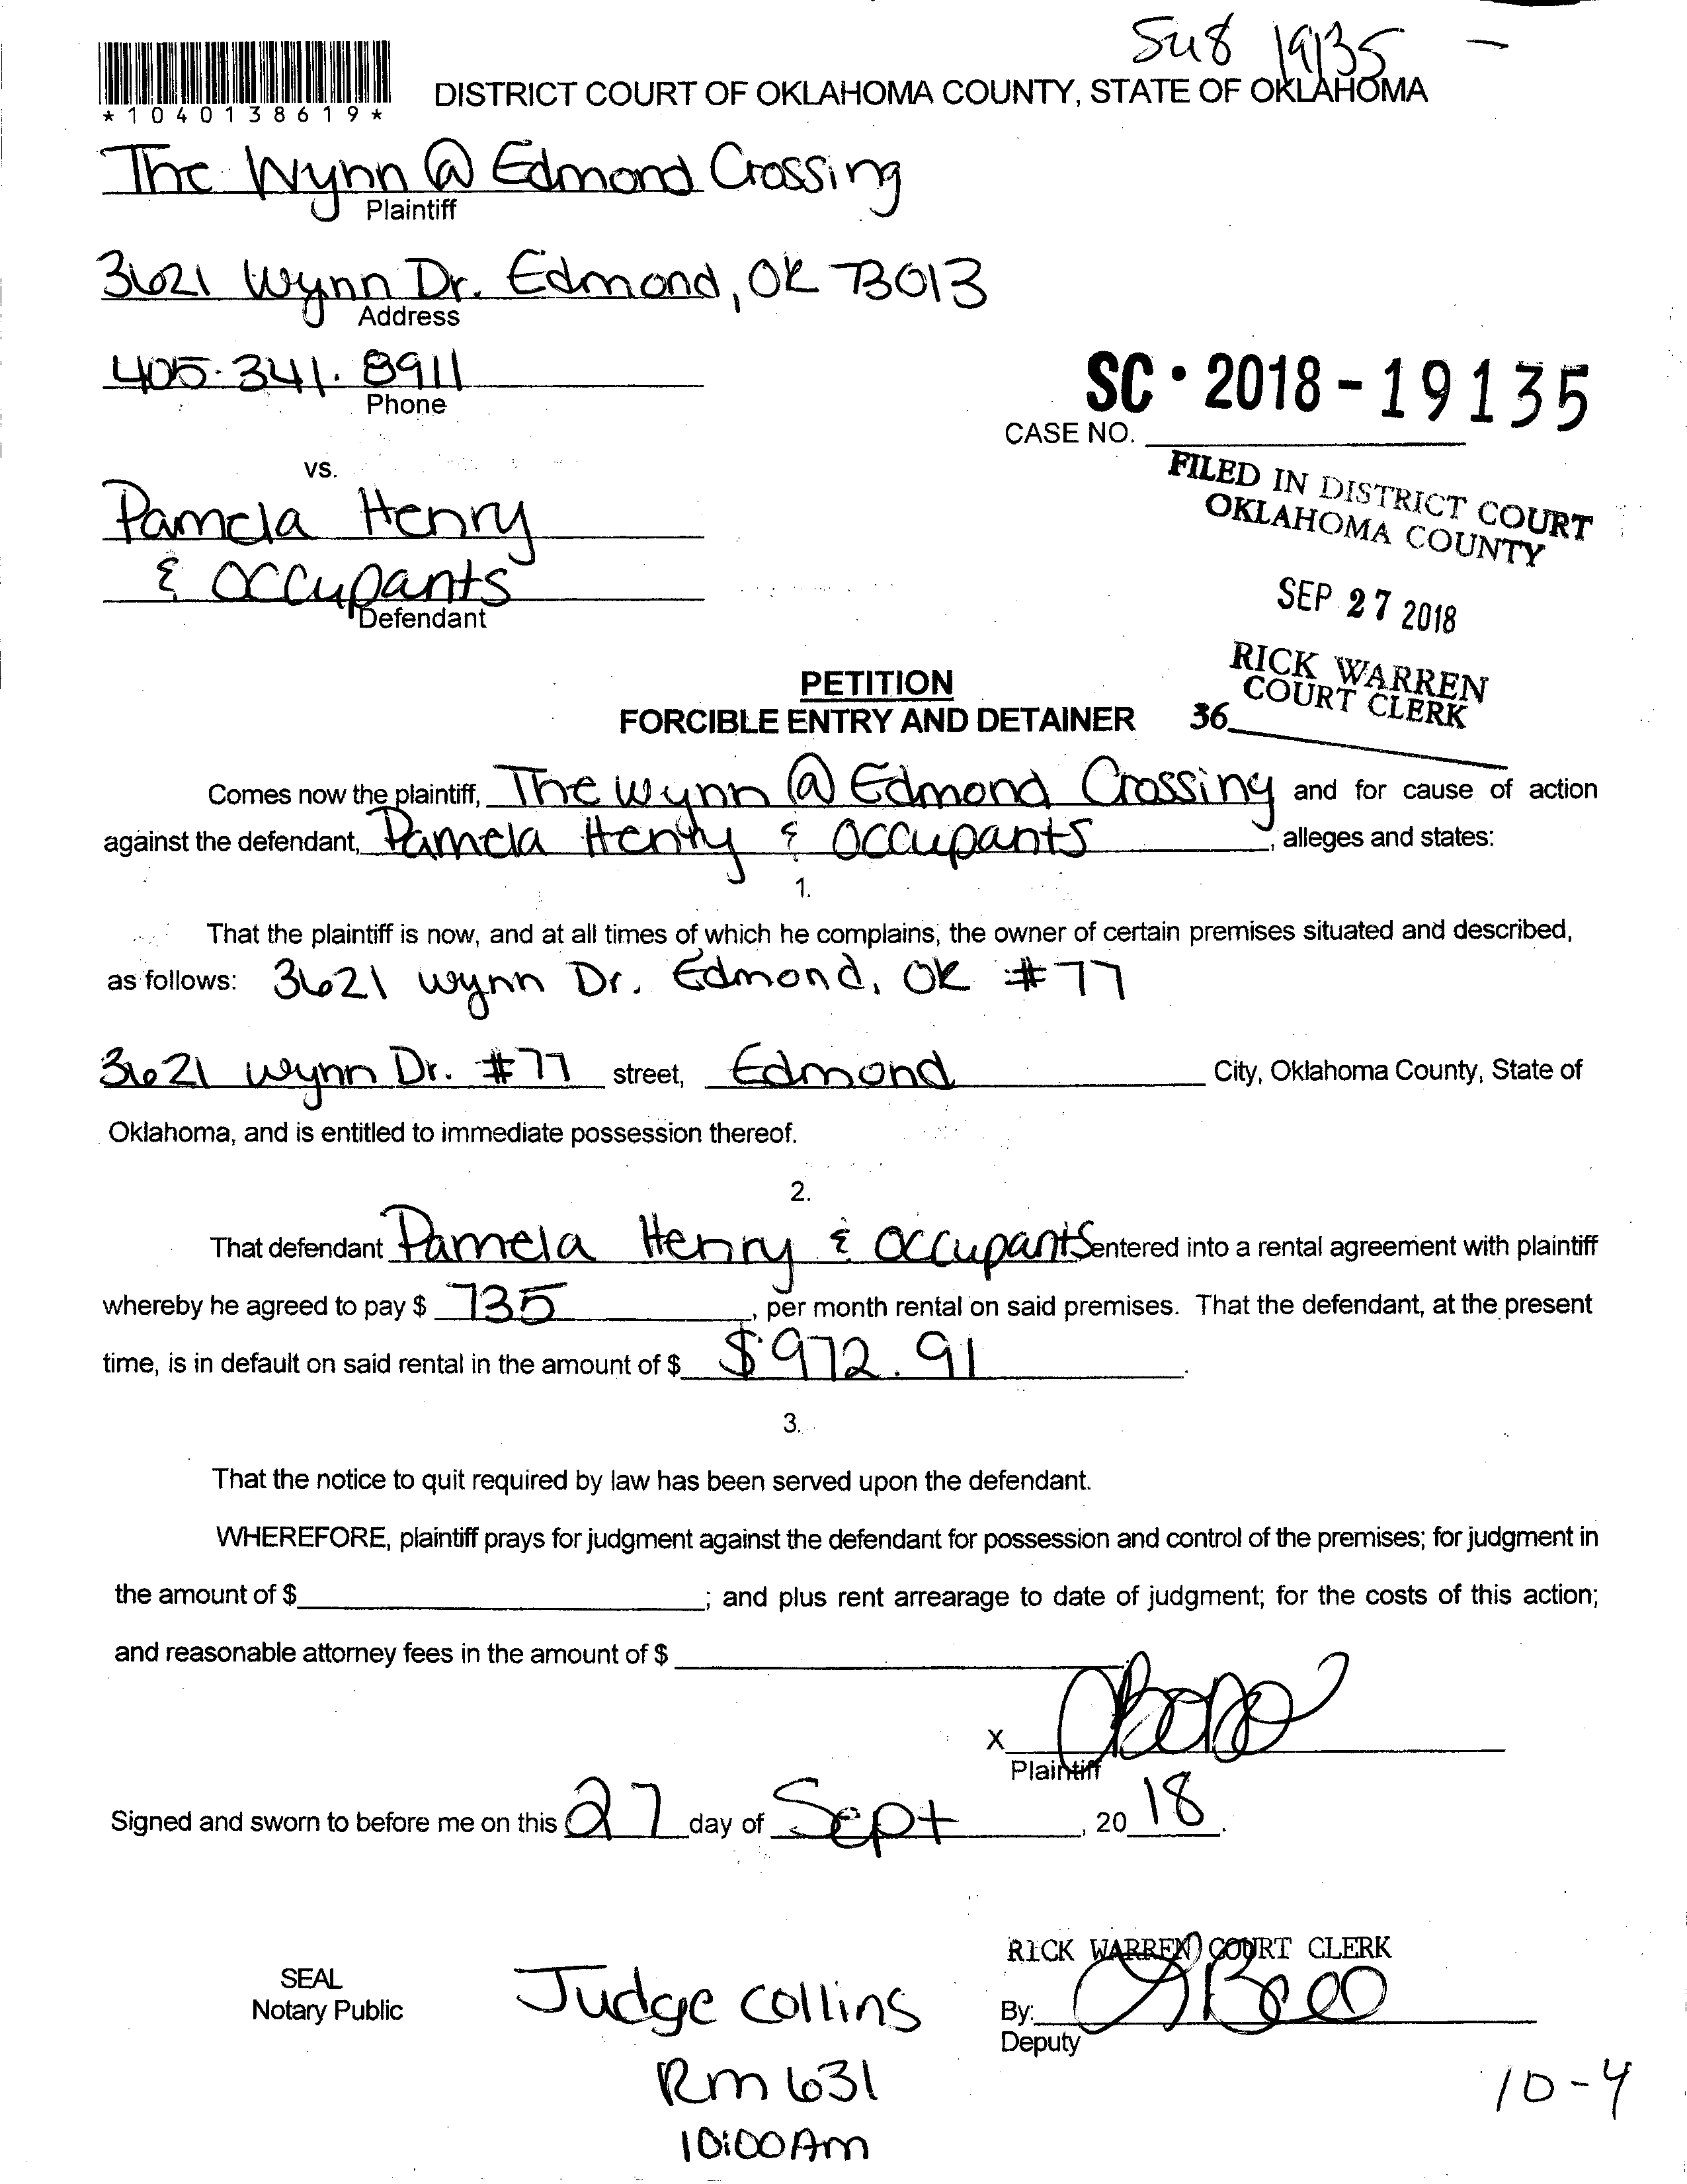 Su8 19135 -
*1040138619*
DISTRICT COURT OF OKLAHOMA COUNTY, STATE OF OKLAHOMA
The Wynn @ Edmond Crossing
Plaintiff
3621 Wynn Dr. Edmond, OK 73013
Address
405.341.8911
Phone
SC • 2018 - 19135
CASE NO.
vs.
FILED IN DISTRICT COURT
OKLAHOMA COUNTY
Pamela Henry
& Occupants
Defendant
SEP 27 2018
RICK WARREN
COURT CLERK
36
PETITION
FORCIBLE ENTRY AND DETAINER
Comes now the plaintiff, The Wynn @ Edmond Crossing and for cause of action
against the defendant, Pamela Henry & Occupants, alleges and states:
1.
That the plaintiff is now, and at all times of which he complains, the owner of certain premises situated and described,
as follows: 3621 Wynn Dr. Edmond, OK #77
3621 Wynn Dr. #77 street, Edmond City, Oklahoma County, State of
Oklahoma, and is entitled to immediate possession thereof.
2.
That defendant Pamela Henry & Occupants entered into a rental agreement with plaintiff
whereby he agreed to pay $ 735, per month rental on said premises. That the defendant, at the present
time, is in default on said rental in the amount of $ $972.91.
3.
That the notice to quit required by law has been served upon the defendant.
WHEREFORE, plaintiff prays for judgment against the defendant for possession and control of the premises; for judgment in
the amount of $ ; and plus rent arrearage to date of judgment; for the costs of this action;
and reasonable attorney fees in the amount of $
X
Plaintiff
Signed and sworn to before me on this 27 day of Sept, 20 18.
RICK WARREN COURT CLERK
SEAL
Notary Public
Judge Collins
By:
Deputy
Rm 631
10-4
10:00 Am